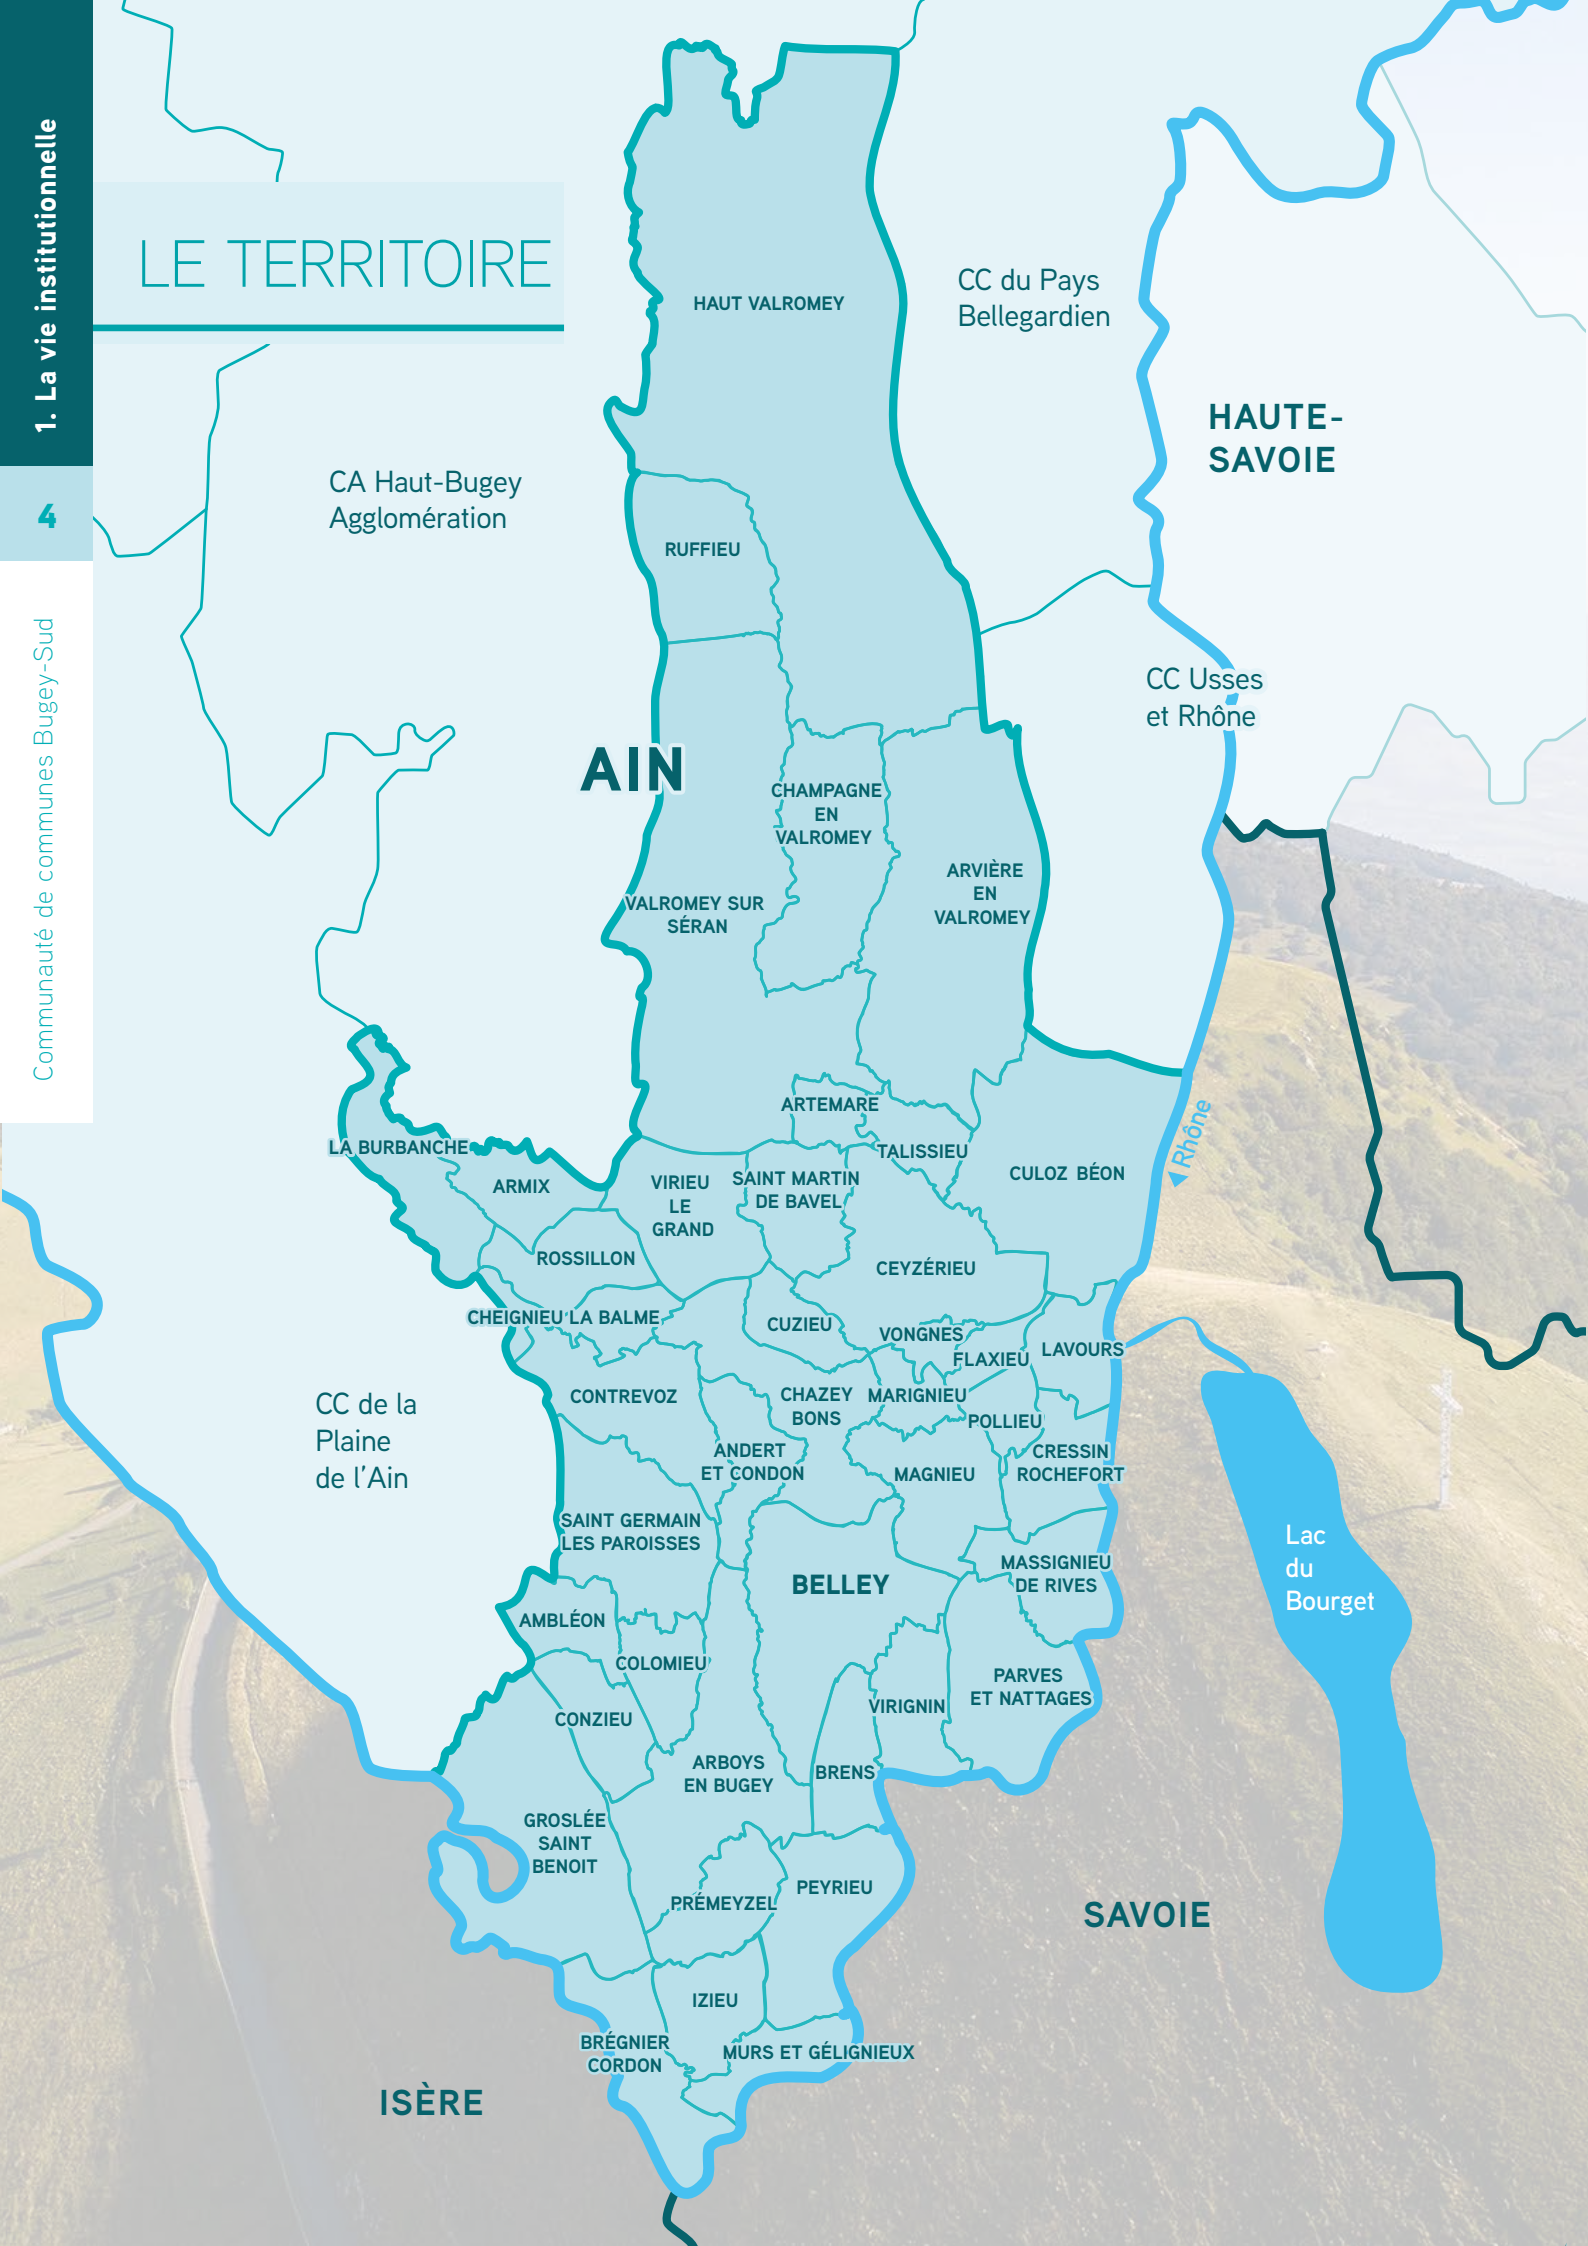 1. La vie institutionnelle
4
Communauté de communes Bugey-Sud
LE TERRITOIRE
HAUT VALROMEY
CC du Pays
Bellegardien
HAUTE-
SAVOIE
CA Haut-Bugey
Agglomération
RUFFIEU
CC Usses
et Rhône
AIN
CHAMPAGNE
EN
VALROMEY
ARVIÈRE
EN
VALROMEY
VALROMEY SUR
SÉRAN
ARTEMARE
TALISSIEU
Rhône
LA BURBANCHE
ARMIX
VIRIEU
LE
GRAND
SAINT MARTIN
DE BAVEL
CULOZ BÉON
ROSSILLON
CEYZÉRIEU
CHEIGNIEU LA BALME
CUZIEU
VONGNES
FLAXIEU
LAVOURS
CONTREVOZ
CHAZEY
BONS
MARIGNIEU
POLLIEU
CC de la
Plaine
de l'Ain
ANDERT
ET CONDON
MAGNIEU
CRESSIN
ROCHEFORT
SAINT GERMAIN
LES PAROISSES
BELLEY
MASSIGNIEU
DE RIVES
Lac
du
Bourget
AMBLÉON
COLOMIEU
PARVES
ET NATTAGES
VIRIGNIN
CONZIEU
ARBOYS
EN BUGEY
BRENS
GROSLÉE
SAINT
BENOIT
PRÉMEYZEL
PEYRIEU
SAVOIE
IZIEU
BRÉGNIER
CORDON
MURS ET GÉLIGNIEUX
ISÈRE